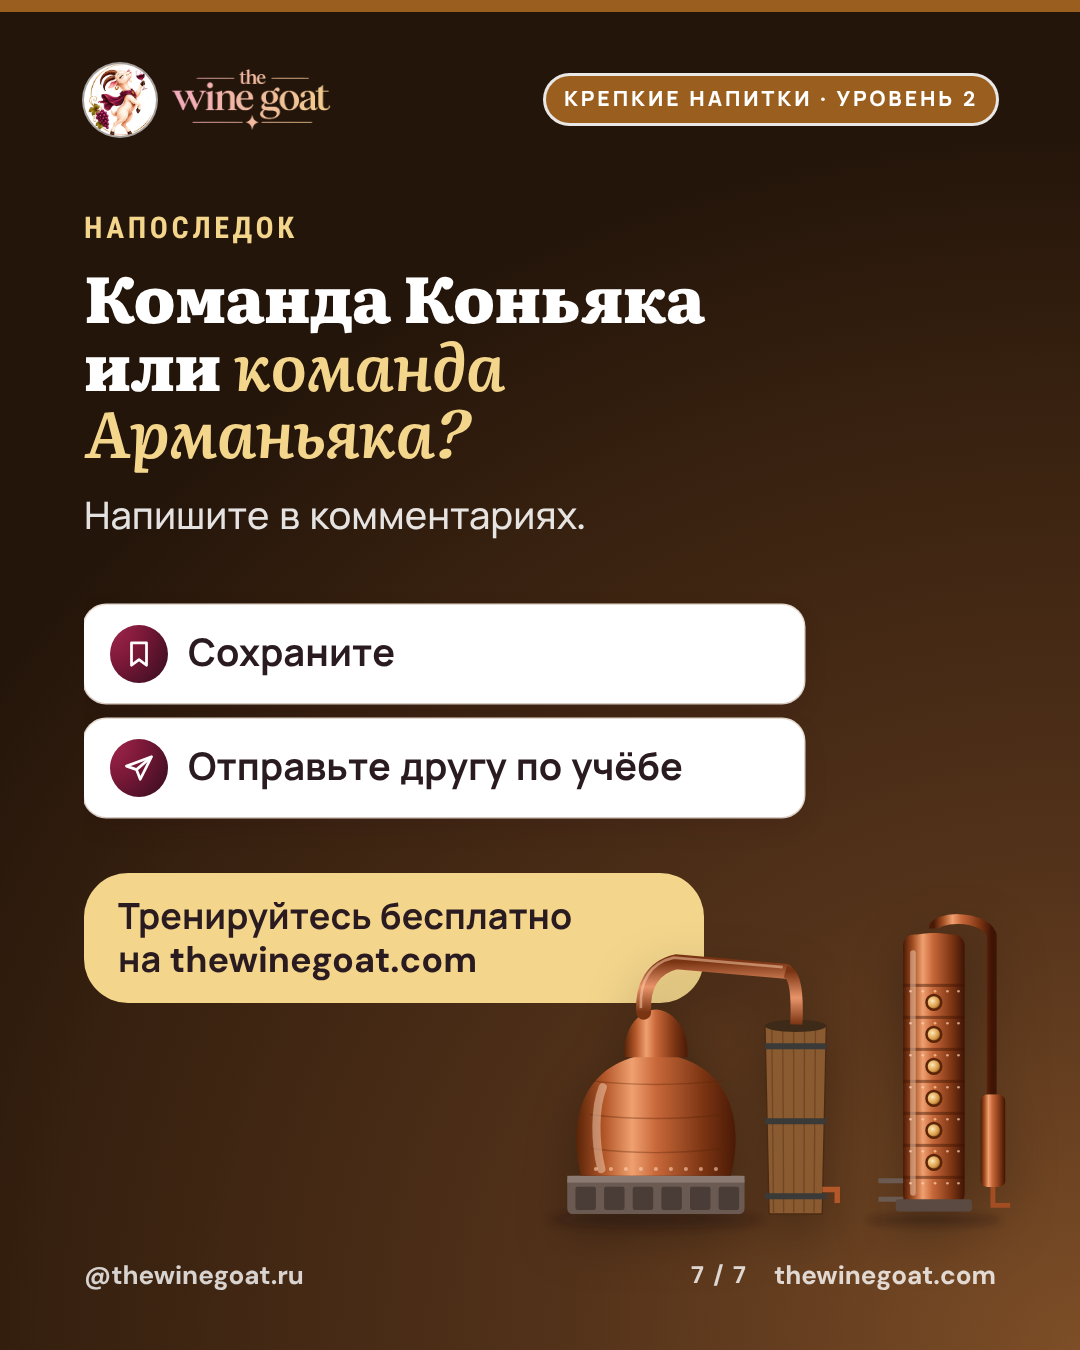 the
wine goat
КРЕПКИЕ НАПИТКИ · УРОВЕНЬ 2
НАПОСЛЕДОК
Команда Коньяка
или команда
Арманьяка?
Напишите в комментариях.
Сохраните
Отправьте другу по учёбе
Тренируйтесь бесплатно
на thewinegoat.com
@thewinegoat.ru
7 / 7
thewinegoat.com